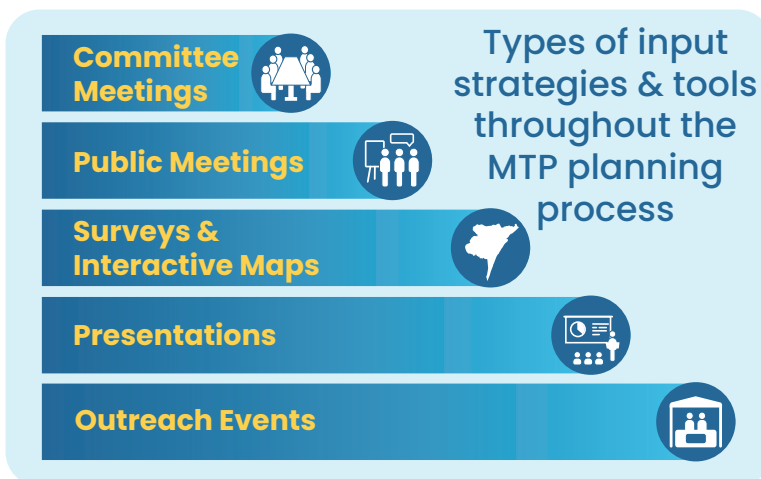 Types of input
strategies & tools
throughout the
MTP planning
process
Committee
Meetings
Public Meetings
Surveys &
Interactive Maps
Presentations
Outreach Events